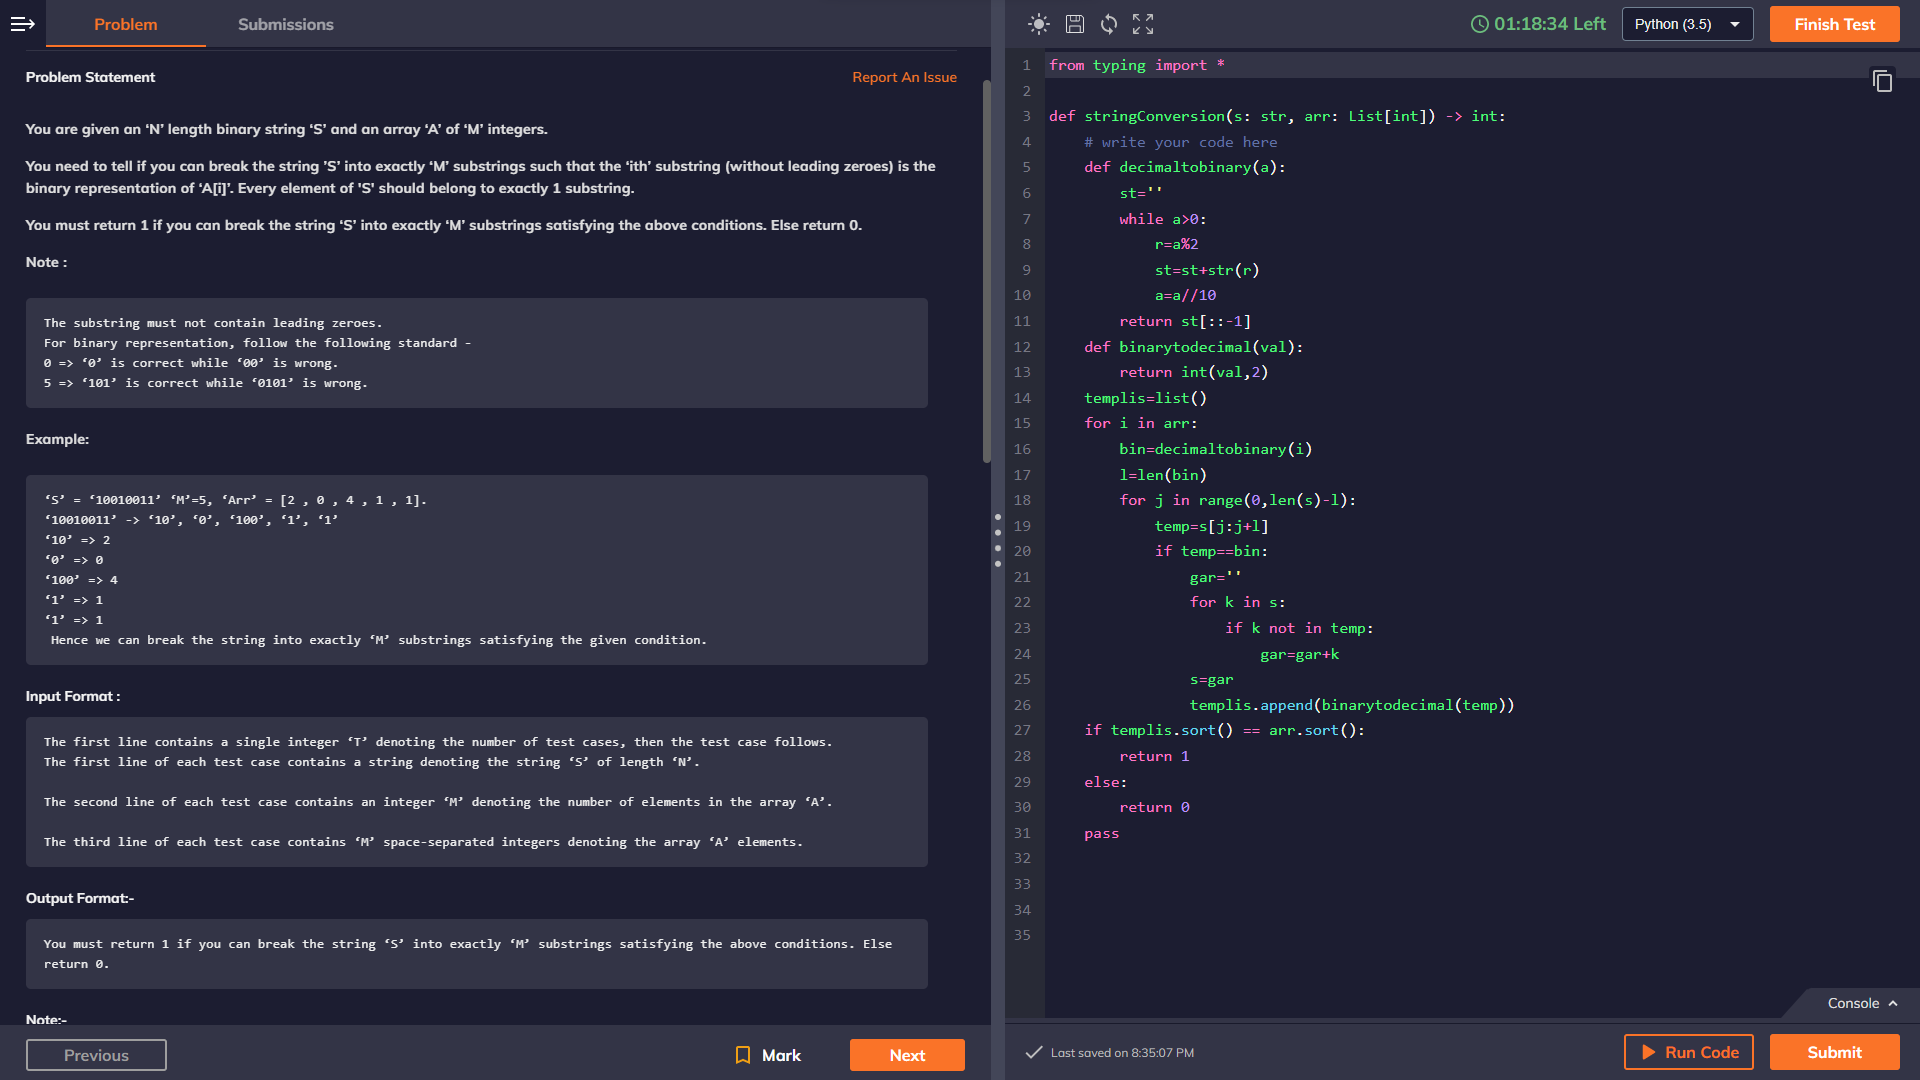 Problem
Submissions
Problem Statement
Report An Issue
You are given an ‘N’ length binary string ‘S’ and an array ‘A’ of ‘M’ integers.
You need to tell if you can break the string ’S’ into exactly ‘M’ substrings such that the ‘ith’ substring (without leading zeroes) is the
binary representation of ‘A[i]’. Every element of 'S' should belong to exactly 1 substring.
You must return 1 if you can break the string ‘S’ into exactly ‘M’ substrings satisfying the above conditions. Else return 0.
Note :
The substring must not contain leading zeroes.
For binary representation, follow the following standard -
0 => ‘0’ is correct while ‘00’ is wrong.
5 => ‘101’ is correct while ‘0101’ is wrong.
Example:
‘S’ = ‘10010011’ ‘M’=5, ‘Arr’ = [2 , 0 , 4 , 1 , 1].
‘10010011’ -> ‘10’, ‘0’, ‘100’, ‘1’, ‘1’
‘10’ => 2
‘0’ => 0
‘100’ => 4
‘1’ => 1
‘1’ => 1
Hence we can break the string into exactly ‘M’ substrings satisfying the given condition.
Input Format :
The first line contains a single integer ‘T’ denoting the number of test cases, then the test case follows.
The first line of each test case contains a string denoting the string ‘S’ of length ‘N’.
The second line of each test case contains an integer ‘M’ denoting the number of elements in the array ‘A’.
The third line of each test case contains ‘M’ space-separated integers denoting the array ‘A’ elements.
Output Format:-
You must return 1 if you can break the string ‘S’ into exactly ‘M’ substrings satisfying the above conditions. Else
return 0.
Note:-
Previous
Mark
Next
01:18:34 Left
Python (3.5)
Finish Test
1 from typing import *
2
3 def stringConversion(s: str, arr: List[int]) -> int:
4     # write your code here
5     def decimaltobinary(a):
6         st=''
7         while a>0:
8             r=a%2
9             st=st+str(r)
10             a=a//10
11         return st[::-1]
12     def binarytodecimal(val):
13         return int(val,2)
14     templis=list()
15     for i in arr:
16         bin=decimaltobinary(i)
17         l=len(bin)
18         for j in range(0,len(s)-l):
19             temp=s[j:j+l]
20             if temp==bin:
21                 gar=''
22                 for k in s:
23                     if k not in temp:
24                         gar=gar+k
25                 s=gar
26                 templis.append(binarytodecimal(temp))
27     if templis.sort() == arr.sort():
28         return 1
29     else:
30         return 0
31     pass
32
33
34
35
Console
Last saved on 8:35:07 PM
Run Code
Submit